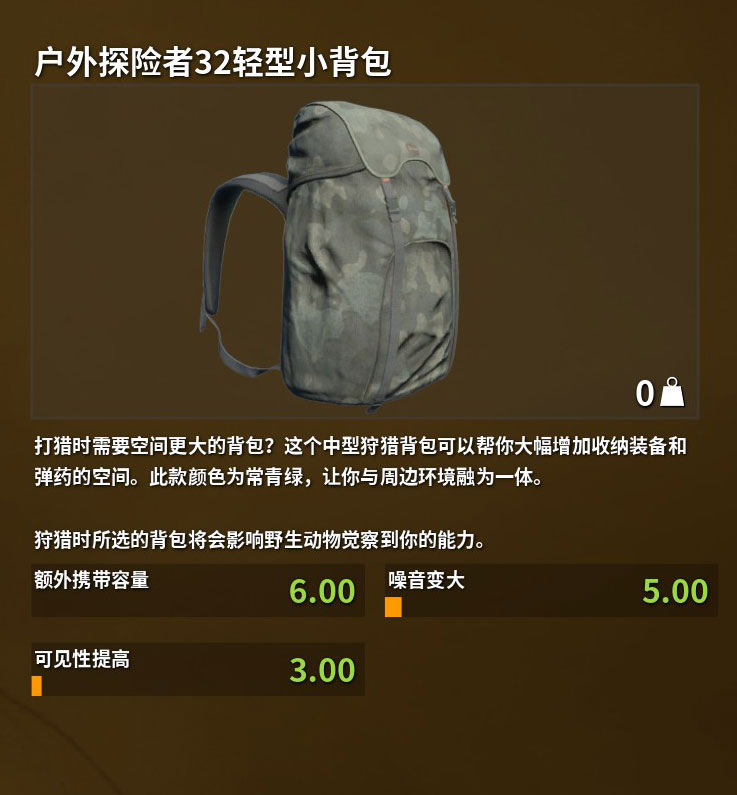 户外探险者32轻型小背包
0
打猎时需要空间更大的背包？这个中型狩猎背包可以帮你大幅增加收纳装备和
弹药的空间。此款颜色为常青绿，让你与周边环境融为一体。
狩猎时所选的背包将会影响野生动物觉察到你的能力。
额外携带容量 6.00
噪音变大 5.00
可见性提高 3.00